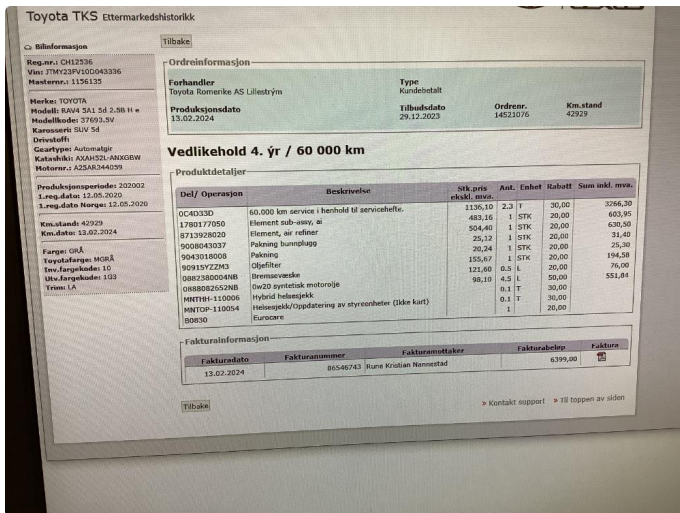 Toyota TKS Ettermarkedshistorikk
Bilinformasjon
Reg.nr.: CH12536
Vin: JTMY23FV10D043336
Masternr.: 1156135
Merke: TOYOTA
Modell: RAV4 5A1 5d 2.5B H e
Modellkode: 37693.5V
Karosseri: SUV 5d
Drivstoff:
Geartype: Automatgir
Katashiki: AXAH52L-ANXGBW
Motornr.: A25AR344059
Produksjonsperiode: 202002
1.reg.dato: 12.05.2020
1.reg.dato Norge: 12.05.2020
Km.stand: 42929
Km.dato: 13.02.2024
Farge: GRÅ
Toyotafarge: MGRÅ
Inv.fargekode: 10
Utv.fargekode: 1G3
Trim: LA
Tilbake
Ordreinformasjon
Forhandler Type
Toyota Romerike AS Lillestrým Kundebetalt
Produksjonsdato Tilbudsdato Ordrenr. Km.stand
13.02.2024 29.12.2023 14521076 42929
Vedlikehold 4. ýr / 60 000 km
Produktdetaljer
Del/ Operasjon Beskrivelse Stk.pris ekskl. mva. Ant. Enhet Rabatt Sum inkl. mva.
0C4D33D 60.000 km service i henhold til servicehefte. 1136,10 2.3 T 30,00 3266,30
1780177050 Element sub-assy, ai 483,16 1 STK 20,00 603,95
8713928020 Element, air refiner 504,40 1 STK 20,00 630,50
9008043037 Pakning bunnplugg 25,12 1 STK 20,00 31,40
9043018008 Pakning 20,24 1 STK 20,00 25,30
90915YZZM3 Oljefilter 155,67 1 STK 20,00 194,58
0882380004NB Bremsevæske 121,60 0.5 L 20,00 76,00
0888082652NB 0w20 syntetisk motorolje 98,10 4.5 L 50,00 551,84
MNTHH-110006 Hybrid helsesjekk 0.1 T 30,00
MNTOP-110054 Helsesjekk/Oppdatering av styreenheter (Ikke kart) 0.1 T 30,00
B0830 Eurocare 1 20,00
Fakturainformasjon
Fakturadato Fakturanummer Fakturamottaker Fakturabeløp Faktura
13.02.2024 06546743 Rune Kristian Nannestad 6399,00
Tilbake
» Kontakt support » Til toppen av siden